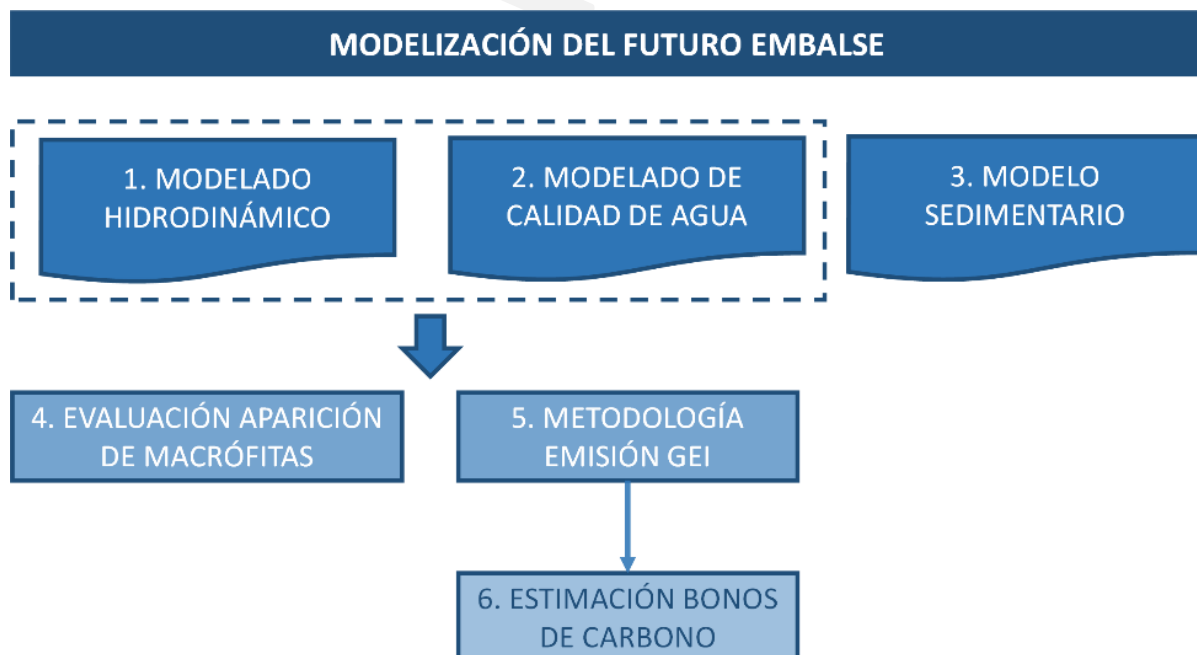 MODELIZACIÓN DEL FUTURO EMBALSE
1. MODELADO
HIDRODINÁMICO
2. MODELADO DE
CALIDAD DE AGUA
3. MODELO
SEDIMENTARIO
4. EVALUACIÓN APARICIÓN
DE MACRÓFITAS
5. METODOLOGÍA
EMISIÓN GEI
6. ESTIMACIÓN BONOS
DE CARBONO